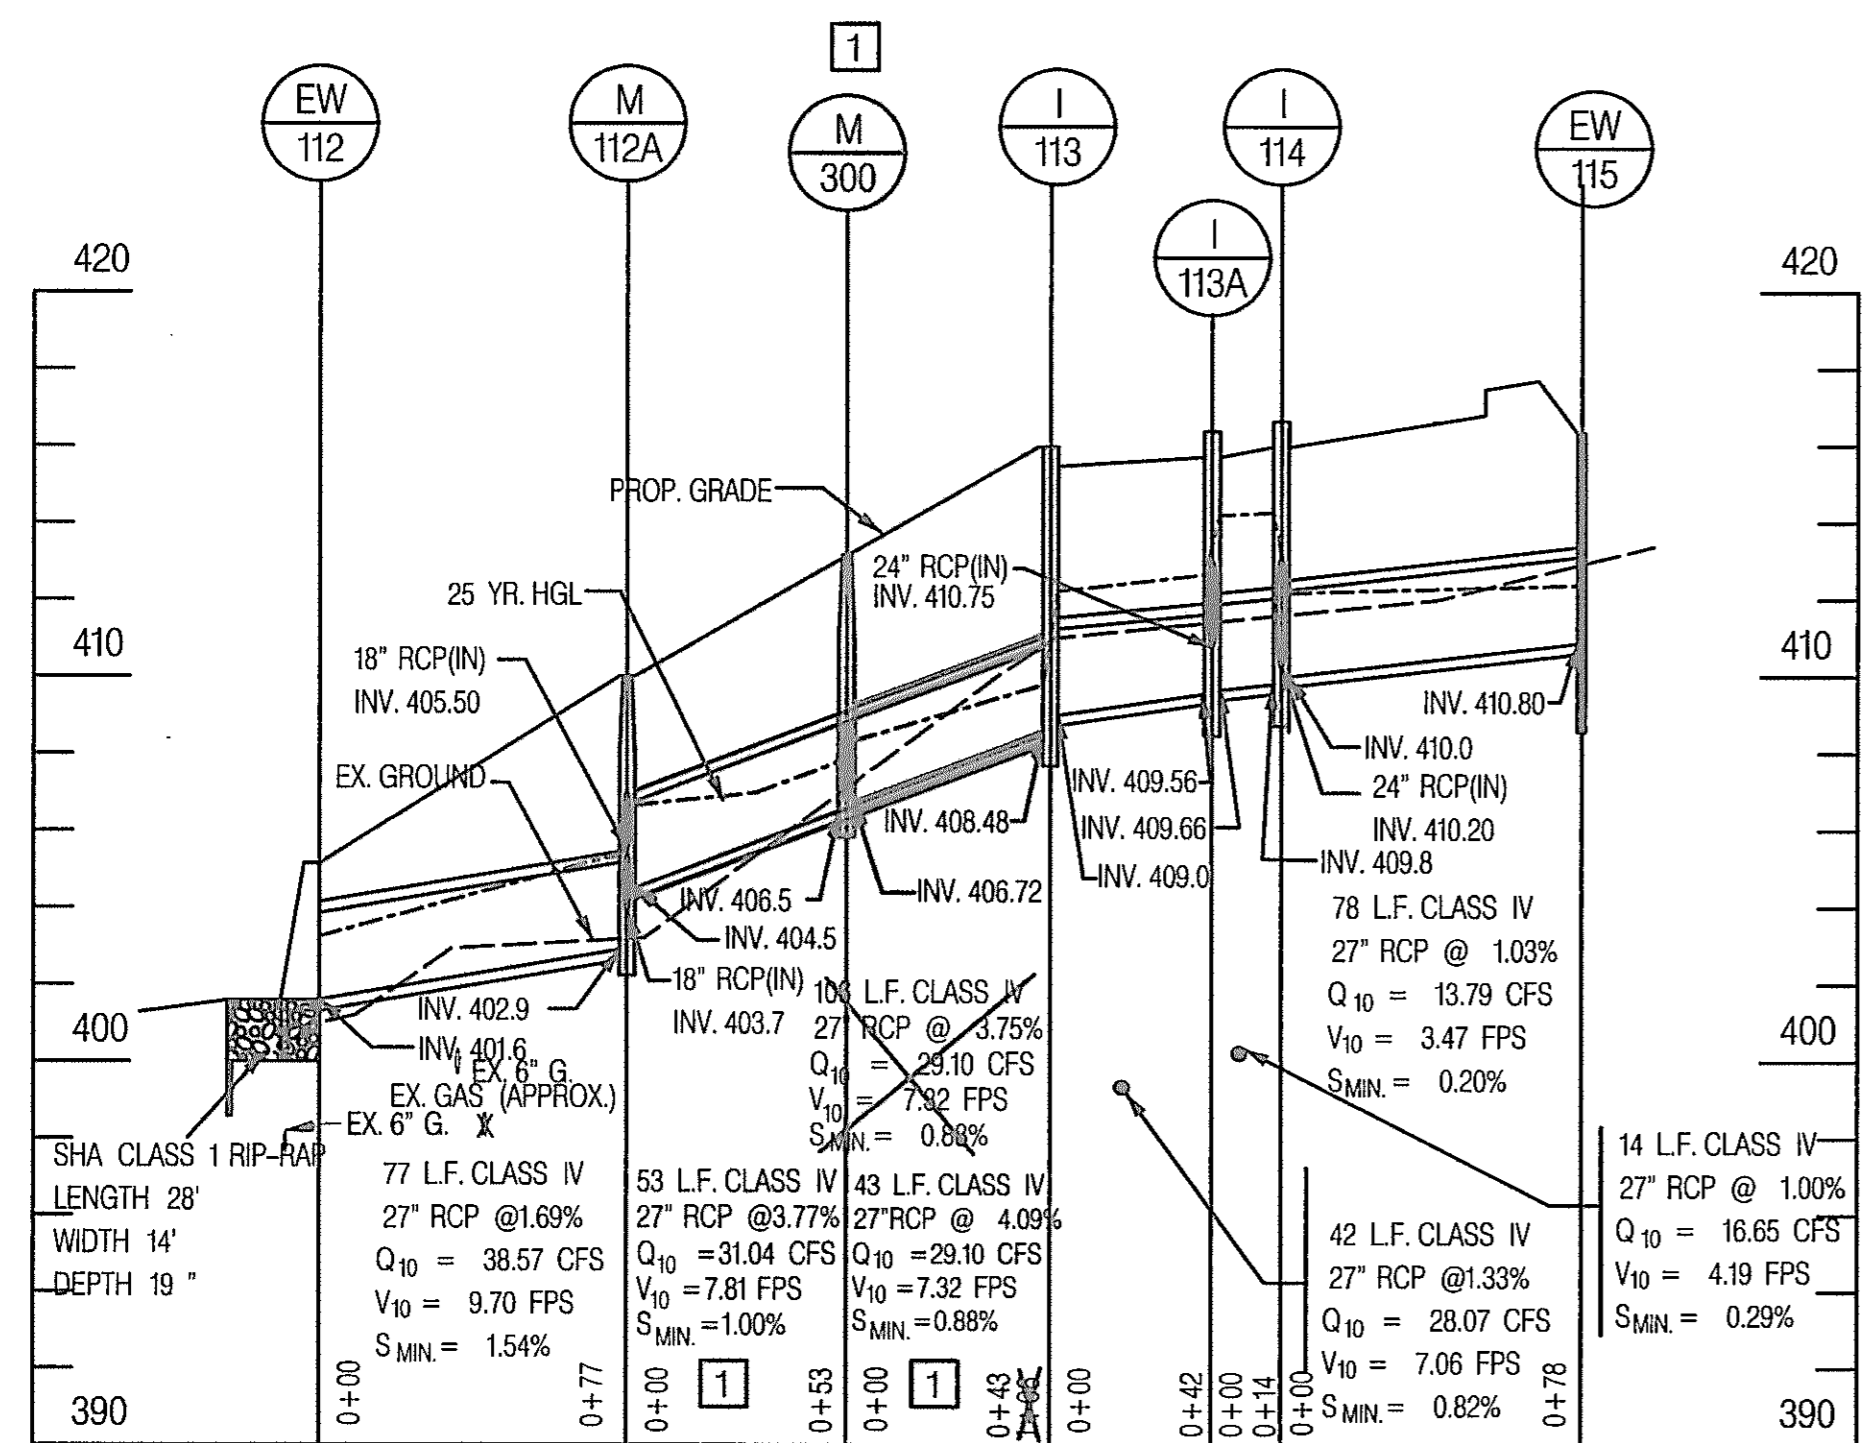 1
EW
112
M
112A
M
300
I
113
I
113A
I
114
EW
115
420
420
PROP. GRADE
24" RCP(IN)
INV. 410.75
25 YR. HGL
18" RCP(IN)
INV. 405.50
410
410
EX. GROUND
INV. 410.80
INV. 410.0
24" RCP(IN)
INV. 410.20
INV. 409.56
INV. 409.66
INV. 409.8
INV. 408.48
INV. 409.0
INV. 406.5
INV. 406.72
INV. 404.5
18" RCP(IN)
INV. 403.7
INV. 402.9
INV. 401.6
400
400
EX. 6" G.
EX. GAS (APPROX.)
EX. 6" G.
SHA CLASS 1 RIP-RAP
LENGTH 28'
WIDTH 14'
DEPTH 19 "
77 L.F. CLASS IV
27" RCP @1.69%
Q10 = 38.57 CFS
V10 = 9.70 FPS
S MIN. = 1.54%
L.F. CLASS IV
27" RCP @ 3.75%
Q10 = 29.10 CFS
V10 = 7.32 FPS
S MIN. = 0.88%
53 L.F. CLASS IV
27" RCP @3.77%
Q10 =31.04 CFS
V10 =7.81 FPS
S MIN. =1.00%
43 L.F. CLASS IV
27"RCP @ 4.09%
Q10 =29.10 CFS
V10 =7.32 FPS
S MIN. =0.88%
78 L.F. CLASS IV
27" RCP @ 1.03%
Q10 = 13.79 CFS
V10 = 3.47 FPS
S MIN. = 0.20%
42 L.F. CLASS IV
27" RCP @1.33%
Q10 = 28.07 CFS
V10 = 7.06 FPS
S MIN. = 0.82%
14 L.F. CLASS IV
27" RCP @ 1.00%
Q10 = 16.65 CFS
V10 = 4.19 FPS
S MIN. = 0.29%
390
0+00
0+77
0+00
1
0+53
0+00
1
0+43
0+00
0+42
0+00
0+14
0+00
0+78
390